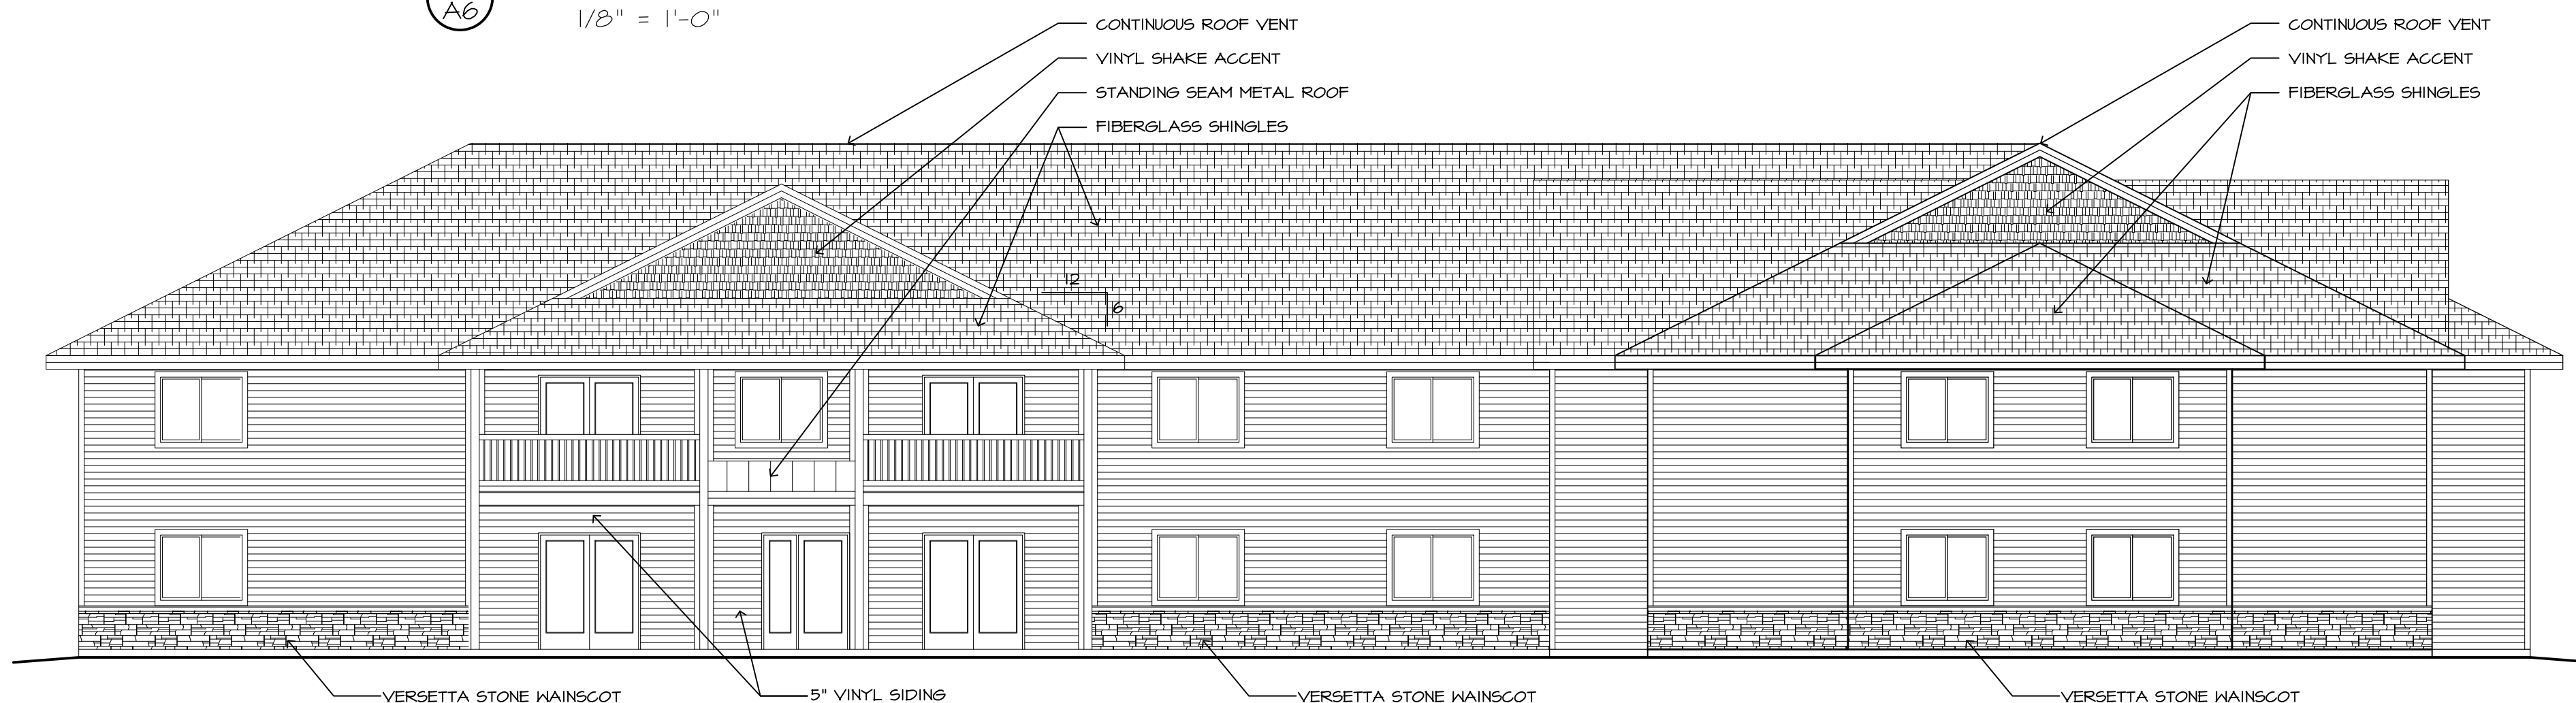 A6
1/8" = 1'-0"
CONTINUOUS ROOF VENT
VINYL SHAKE ACCENT
STANDING SEAM METAL ROOF
FIBERGLASS SHINGLES
CONTINUOUS ROOF VENT
VINYL SHAKE ACCENT
FIBERGLASS SHINGLES
12
6
VERSETTA STONE WAINSCOT
5" VINYL SIDING
VERSETTA STONE WAINSCOT
VERSETTA STONE WAINSCOT